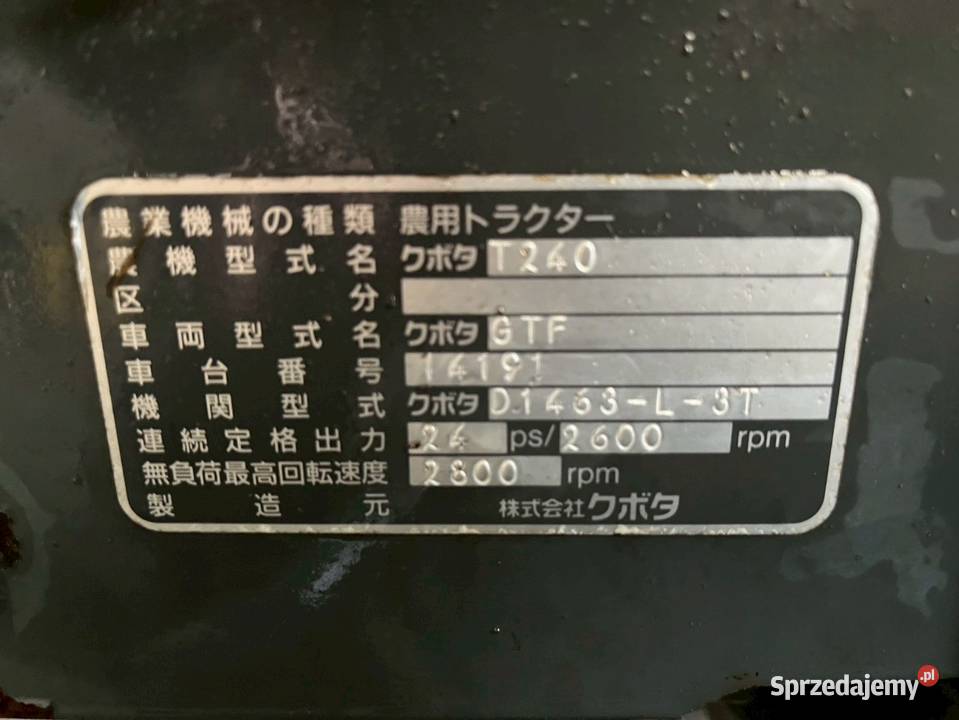 農業機械の種類 農用トラクター
農機型式名 クボタ T240
区分
車両型式名 クボタ GTF
車台番号 14191
機関型式 クボタ D1463-L-3T
連続定格出力 24 ps/2600 rpm
無負荷最高回転速度 2800 rpm
製造元 株式会社クボタ
Sprzedajemy.pl